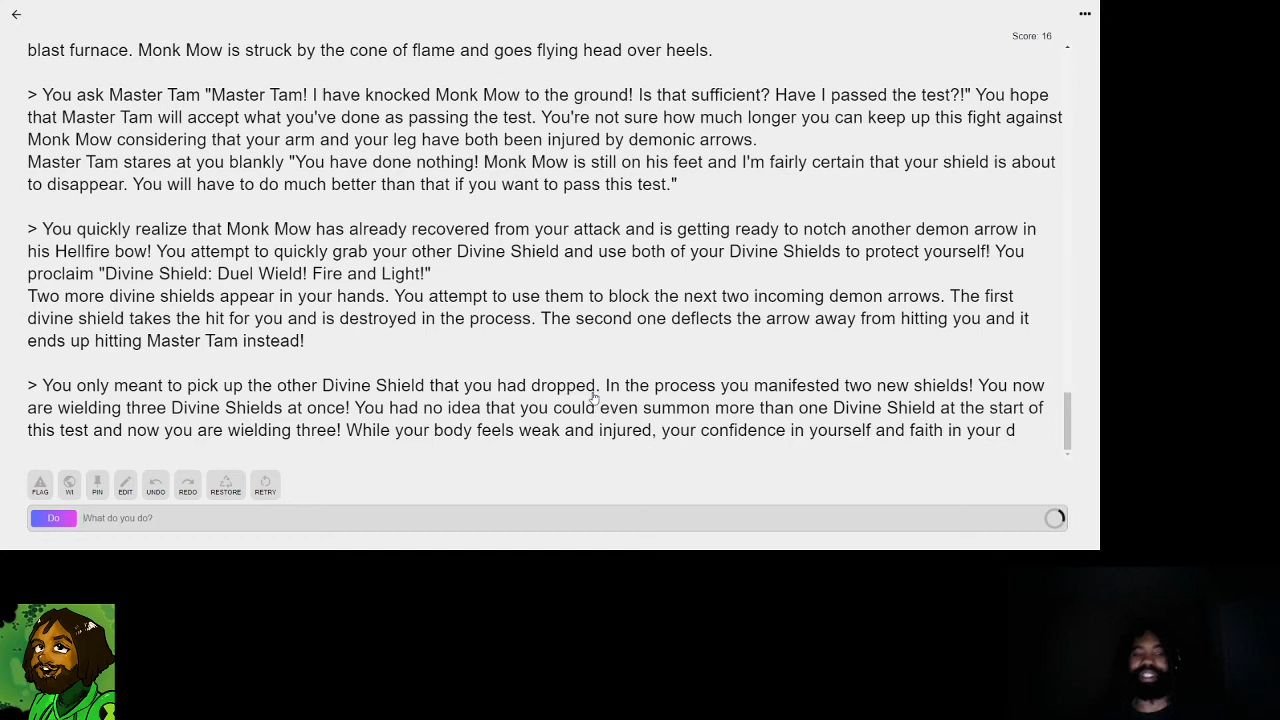 Score: 16
blast furnace. Monk Mow is struck by the cone of flame and goes flying head over heels.
> You ask Master Tam "Master Tam! I have knocked Monk Mow to the ground! Is that sufficient? Have I passed the test?!" You hope
that Master Tam will accept what you've done as passing the test. You're not sure how much longer you can keep up this fight against
Monk Mow considering that your arm and your leg have both been injured by demonic arrows.
Master Tam stares at you blankly "You have done nothing! Monk Mow is still on his feet and I'm fairly certain that your shield is about
to disappear. You will have to do much better than that if you want to pass this test."
> You quickly realize that Monk Mow has already recovered from your attack and is getting ready to notch another demon arrow in
his Hellfire bow! You attempt to quickly grab your other Divine Shield and use both of your Divine Shields to protect yourself! You
proclaim "Divine Shield: Duel Wield! Fire and Light!"
Two more divine shields appear in your hands. You attempt to use them to block the next two incoming demon arrows. The first
divine shield takes the hit for you and is destroyed in the process. The second one deflects the arrow away from hitting you and it
ends up hitting Master Tam instead!
> You only meant to pick up the other Divine Shield that you had dropped. In the process you manifested two new shields! You now
are wielding three Divine Shields at once! You had no idea that you could even summon more than one Divine Shield at the start of
this test and now you are wielding three! While your body feels weak and injured, your confidence in yourself and faith in your d
FLAG WI PIN EDIT UNDO REDO RESTORE RETRY
Do What do you do?